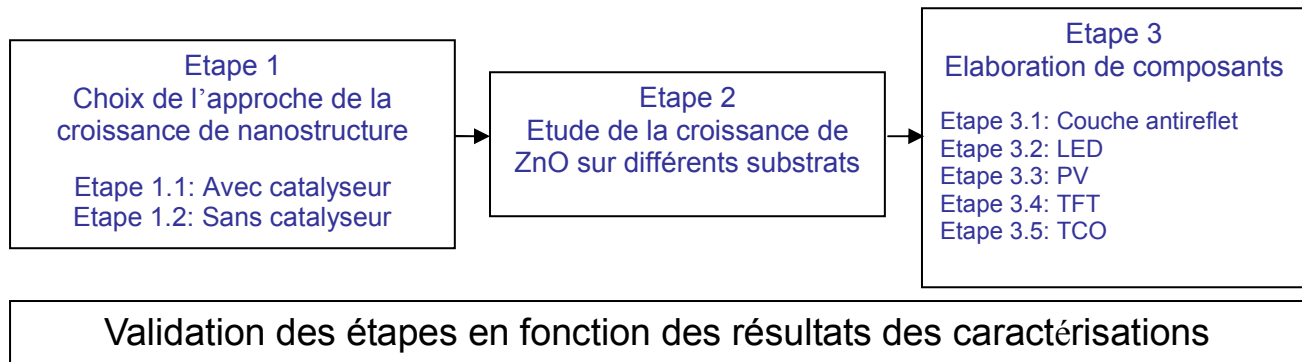 Etape 1
Choix de l'approche de la
croissance de nanostructure
Etape 1.1: Avec catalyseur
Etape 1.2: Sans catalyseur
Etape 2
Etude de la croissance de
ZnO sur différents substrats
Etape 3
Elaboration de composants
Etape 3.1: Couche antireflet
Etape 3.2: LED
Etape 3.3: PV
Etape 3.4: TFT
Etape 3.5: TCO
Validation des étapes en fonction des résultats des caractérisations